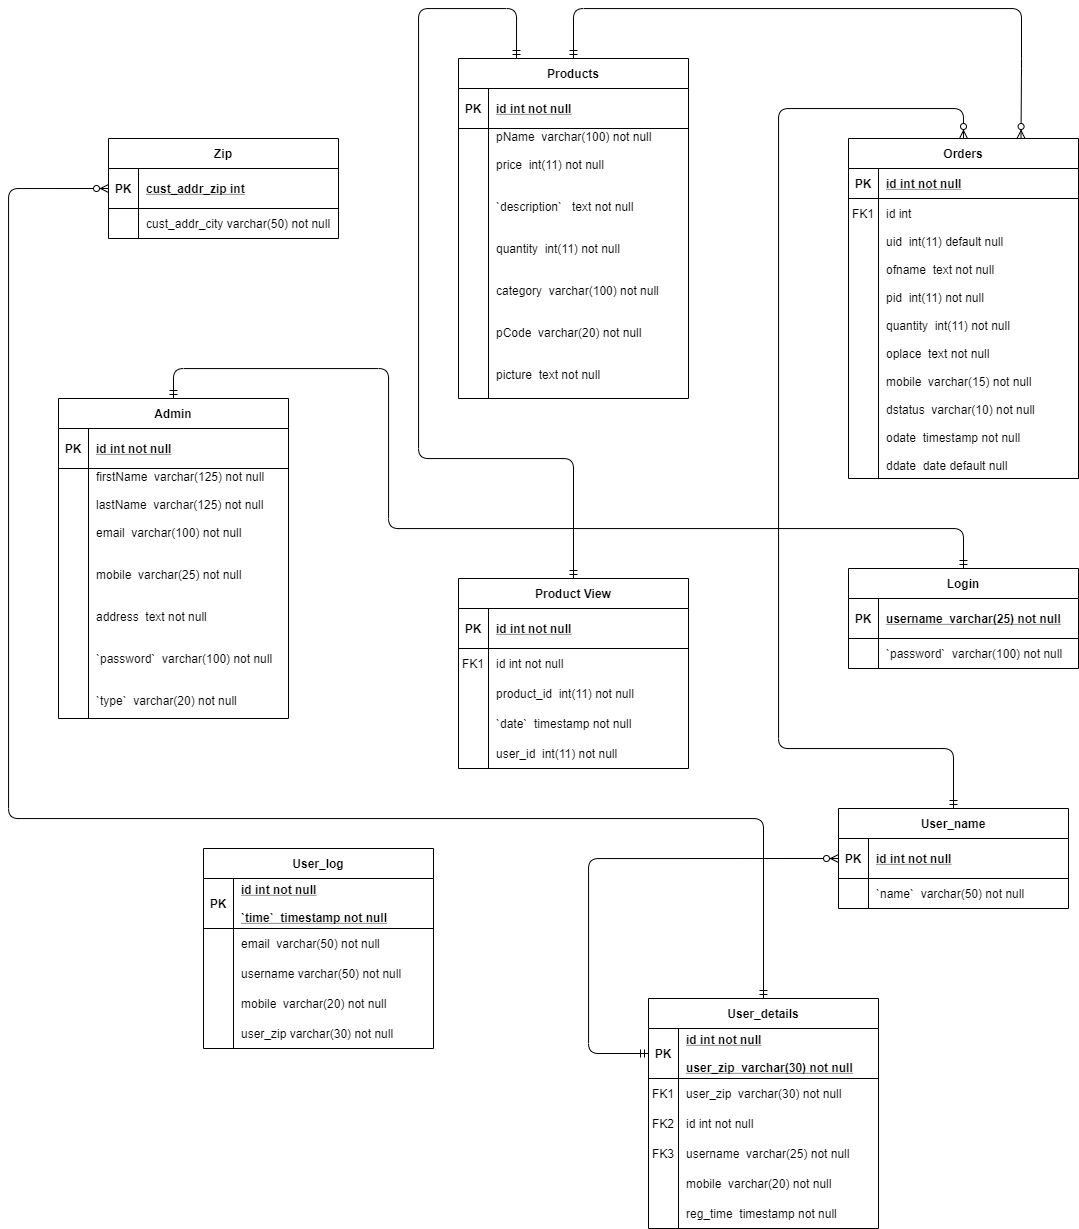 Products
PK
id int not null
pName varchar(100) not null
price int(11) not null
`description` text not null
quantity int(11) not null
category varchar(100) not null
pCode varchar(20) not null
picture text not null
Zip
PK
cust_addr_zip int
cust_addr_city varchar(50) not null
Orders
PK
id int not null
FK1
id int
uid int(11) default null
ofname text not null
pid int(11) not null
quantity int(11) not null
oplace text not null
mobile varchar(15) not null
dstatus varchar(10) not null
odate timestamp not null
ddate date default null
Admin
PK
id int not null
firstName varchar(125) not null
lastName varchar(125) not null
email varchar(100) not null
mobile varchar(25) not null
address text not null
`password` varchar(100) not null
`type` varchar(20) not null
Product View
PK
id int not null
FK1
id int not null
product_id int(11) not null
`date` timestamp not null
user_id int(11) not null
Login
PK
username varchar(25) not null
`password` varchar(100) not null
User_name
PK
id int not null
`name` varchar(50) not null
User_log
PK
id int not null
`time` timestamp not null
email varchar(50) not null
username varchar(50) not null
mobile varchar(20) not null
user_zip varchar(30) not null
User_details
PK
id int not null
user_zip varchar(30) not null
FK1
user_zip varchar(30) not null
FK2
id int not null
FK3
username varchar(25) not null
mobile varchar(20) not null
reg_time timestamp not null